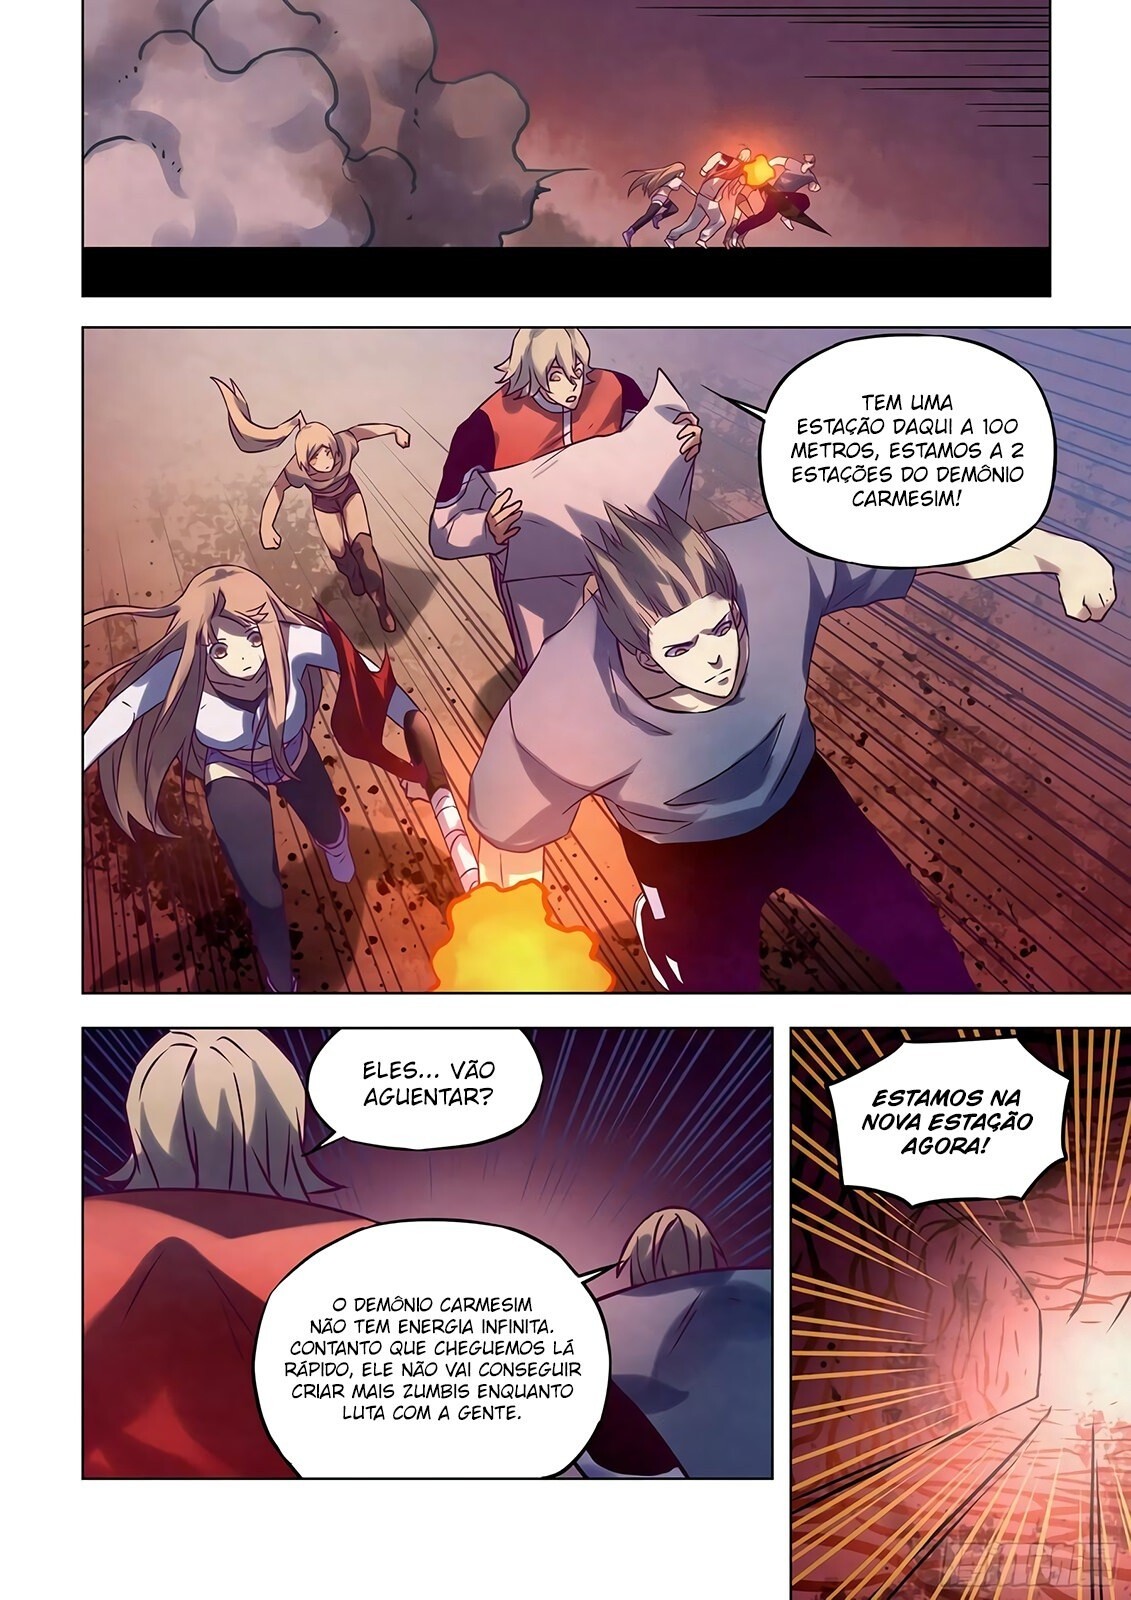 TEM UMA
ESTAÇÃO DAQUI A 100
METROS, ESTAMOS A 2
ESTAÇÕES DO DEMÔNIO
CARMESIM!
ELES... VÃO
AGUENTAR?
O DEMÔNIO CARMESIM
NÃO TEM ENERGIA INFINITA.
CONTANTO QUE CHEGUEMOS LÁ
RÁPIDO, ELE NÃO VAI CONSEGUIR
CRIAR MAIS ZUMBIS ENQUANTO
LUTA COM A GENTE.
ESTAMOS NA
NOVA ESTAÇÃO
AGORA!